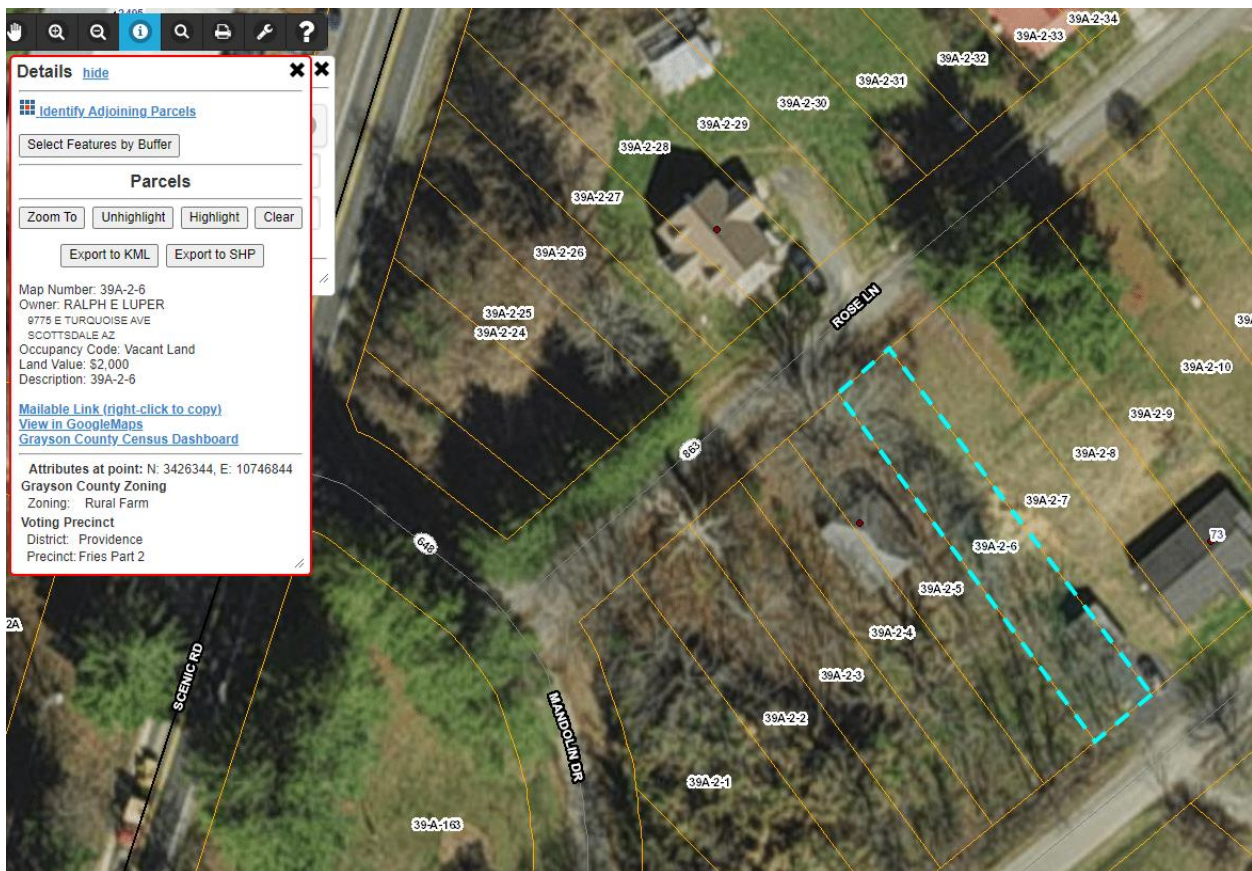 2495
?
Details hide
Identify Adjoining Parcels
Select Features by Buffer
Parcels
Zoom To Unhighlight Highlight Clear
Export to KML Export to SHP
Map Number: 39A-2-6
Owner: RALPH E LUPER
9775 E TURQUOISE AVE
SCOTTSDALE AZ
Occupancy Code: Vacant Land
Land Value: $2,000
Description: 39A-2-6
Mailable Link (right-click to copy)
View in GoogleMaps
Grayson County Census Dashboard
Attributes at point: N: 3426344, E: 10746844
Grayson County Zoning
Zoning: Rural Farm
Voting Precinct
District: Providence
Precinct: Fries Part 2
39A-2-34
39A-2-33
39A-2-32
39A-2-31
39A-2-30
39A-2-29
39A-2-28
39A-2-27
39A-2-26
39A-2-25
39A-2-24
ROSE LN
863
648
39A-2-10
39A-2-9
39A-2-8
39A-2-7
39A-2-6
39A-2-5
39A-2-4
39A-2-3
39A-2-2
39A-2-1
73
2A
SCENIC RD
MANDOLIN DR
39-A-163